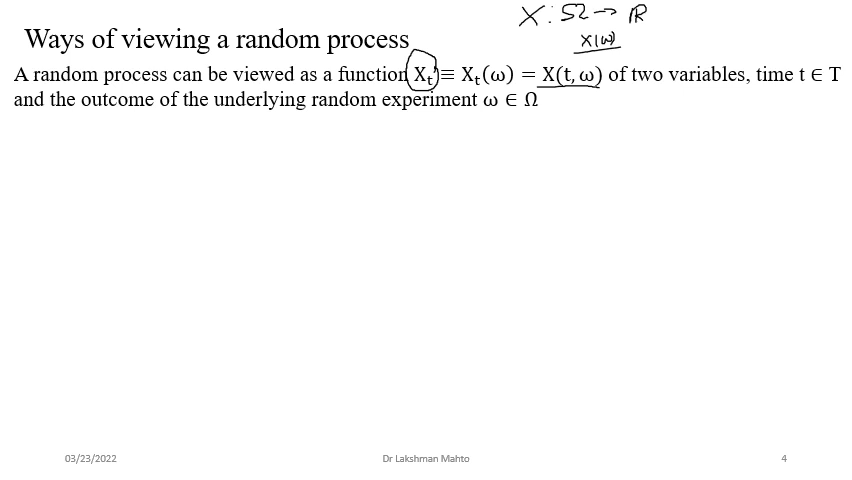 X: Ω → ℝ
Ways of viewing a random process
X(ω)
A random process can be viewed as a function Xₜ ≡ Xₜ(ω) = X(t, ω) of two variables, time t ∈ T
and the outcome of the underlying random experiment ω ∈ Ω
03/23/2022 Dr Lakshman Mahto 4